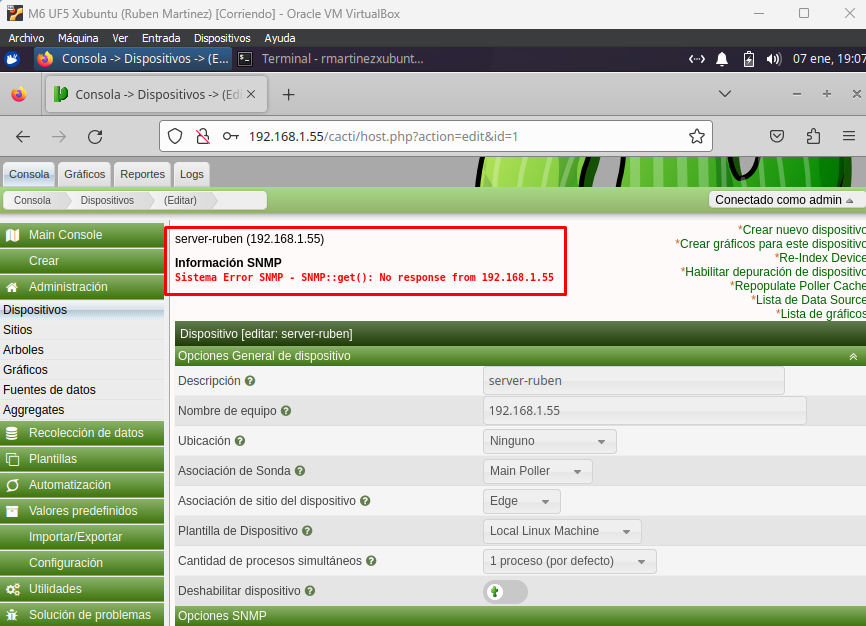 M6 UF5 Xubuntu (Ruben Martinez) [Corriendo] - Oracle VM VirtualBox
Archivo Máquina Ver Entrada Dispositivos Ayuda
Consola -> Dispositivos -> (E... Terminal - rmartinezxubunt... 07 ene, 19:07
Consola -> Dispositivos -> (Edi
192.168.1.55/cacti/host.php?action=edit&id=1
Consola Gráficos Reportes Logs
Consola Dispositivos (Editar) Conectado como admin
Main Console
Crear
Administración
Dispositivos
Sitios
Arboles
Gráficos
Fuentes de datos
Aggregates
Recolección de datos
Plantillas
Automatización
Valores predefinidos
Importar/Exportar
Configuración
Utilidades
Solución de problemas
server-ruben (192.168.1.55)
Información SNMP
Sistema Error SNMP - SNMP::get(): No response from 192.168.1.55
*Crear nuevo dispositivo
*Crear gráficos para este dispositivo
*Re-Index Device
*Habilitar depuración de dispositivo
*Repopulate Poller Cache
*Lista de Data Source
*Lista de gráficos
Dispositivo [editar: server-ruben]
Opciones General de dispositivo
Descripción server-ruben
Nombre de equipo 192.168.1.55
Ubicación Ninguno
Asociación de Sonda Main Poller
Asociación de sitio del dispositivo Edge
Plantilla de Dispositivo Local Linux Machine
Cantidad de procesos simultáneos 1 proceso (por defecto)
Deshabilitar dispositivo
Opciones SNMP